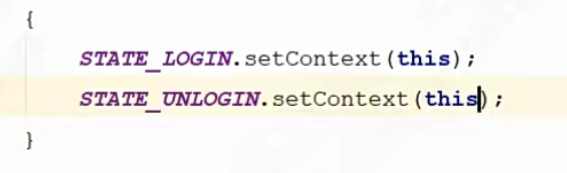 {
STATE_LOGIN.setContext(this);
STATE_UNLOGIN.setContext(this);
}